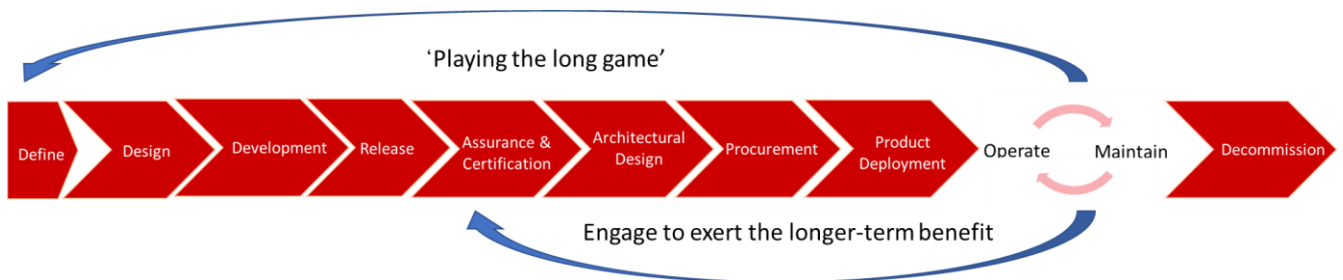 ‘Playing the long game’
Define
Design
Development
Release
Assurance &
Certification
Architectural
Design
Procurement
Product
Deployment
Operate
Maintain
Decommission
Engage to exert the longer-term benefit